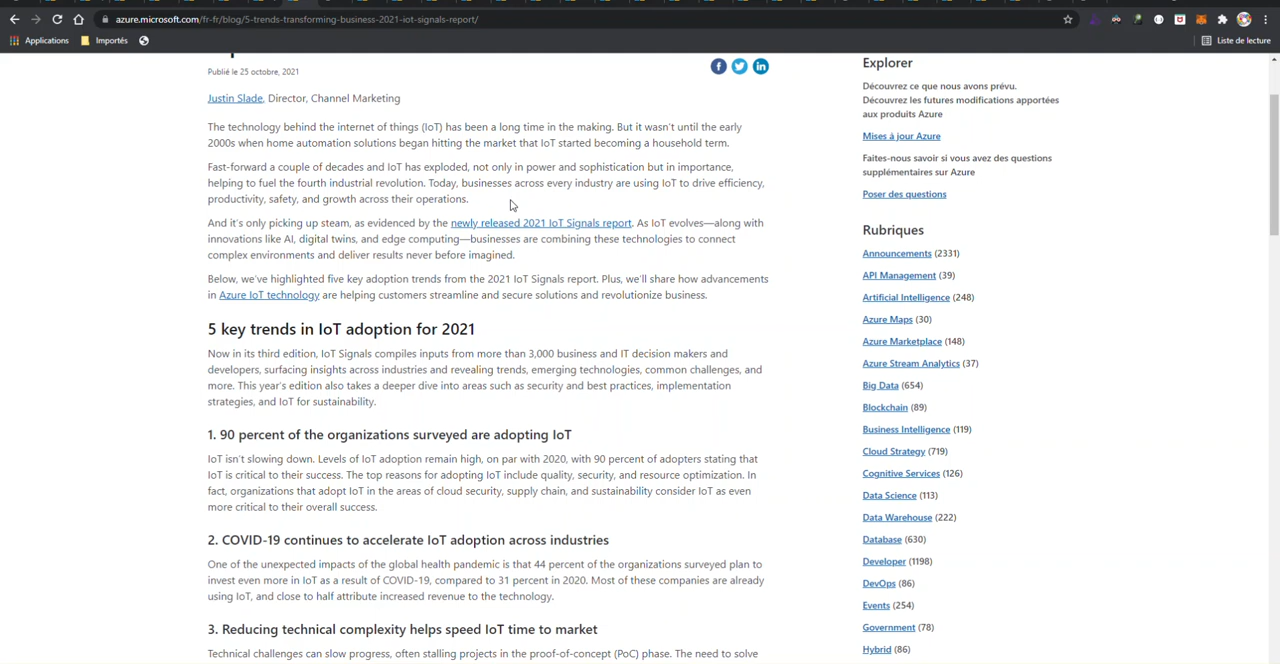 azure.microsoft.com/fr-fr/blog/5-trends-transforming-business-2021-iot-signals-report/
Applications
Importés
Liste de lecture
Publié le 25 octobre, 2021
Justin Slade, Director, Channel Marketing
The technology behind the internet of things (IoT) has been a long time in the making. But it wasn't until the early
2000s when home automation solutions began hitting the market that IoT started becoming a household term.
Fast-forward a couple of decades and IoT has exploded, not only in power and sophistication but in importance,
helping to fuel the fourth industrial revolution. Today, businesses across every industry are using IoT to drive efficiency,
productivity, safety, and growth across their operations.
And it's only picking up steam, as evidenced by the newly released 2021 IoT Signals report. As IoT evolves—along with
innovations like AI, digital twins, and edge computing—businesses are combining these technologies to connect
complex environments and deliver results never before imagined.
Below, we've highlighted five key adoption trends from the 2021 IoT Signals report. Plus, we'll share how advancements
in Azure IoT technology are helping customers streamline and secure solutions and revolutionize business.
5 key trends in IoT adoption for 2021
Now in its third edition, IoT Signals compiles inputs from more than 3,000 business and IT decision makers and
developers, surfacing insights across industries and revealing trends, emerging technologies, common challenges, and
more. This year's edition also takes a deeper dive into areas such as security and best practices, implementation
strategies, and IoT for sustainability.
1. 90 percent of the organizations surveyed are adopting IoT
IoT isn't slowing down. Levels of IoT adoption remain high, on par with 2020, with 90 percent of adopters stating that
IoT is critical to their success. The top reasons for adopting IoT include quality, security, and resource optimization. In
fact, organizations that adopt IoT in the areas of cloud security, supply chain, and sustainability consider IoT as even
more critical to their overall success.
2. COVID-19 continues to accelerate IoT adoption across industries
One of the unexpected impacts of the global health pandemic is that 44 percent of the organizations surveyed plan to
invest even more in IoT as a result of COVID-19, compared to 31 percent in 2020. Most of these companies are already
using IoT, and close to half attribute increased revenue to the technology.
3. Reducing technical complexity helps speed IoT time to market
Technical challenges can slow progress, often stalling projects in the proof-of-concept (PoC) phase. The need to solve
Explorer
Découvrez ce que nous avons prévu.
Découvrez les futures modifications apportées
aux produits Azure
Mises à jour Azure
Faites-nous savoir si vous avez des questions
supplémentaires sur Azure
Poser des questions
Rubriques
Announcements (2331)
API Management (39)
Artificial Intelligence (248)
Azure Maps (30)
Azure Marketplace (148)
Azure Stream Analytics (37)
Big Data (654)
Blockchain (89)
Business Intelligence (119)
Cloud Strategy (719)
Cognitive Services (126)
Data Science (113)
Data Warehouse (222)
Database (630)
Developer (1198)
DevOps (86)
Events (254)
Government (78)
Hybrid (86)